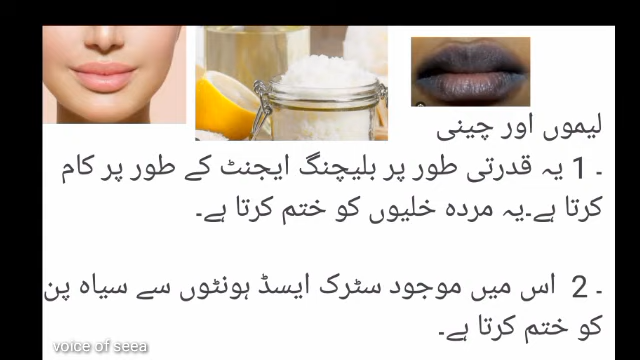 لیموں اور چینی
۔ 1 یہ قدرتی طور پر بلیچنگ ایجنٹ کے طور پر کام
کرتا ہے۔یہ مردہ خلیوں کو ختم کرتا ہے۔
۔ 2 اس میں موجود سٹرک ایسڈ ہونٹوں سے سیاہ پن
کو ختم کرتا ہے۔
voice of seea